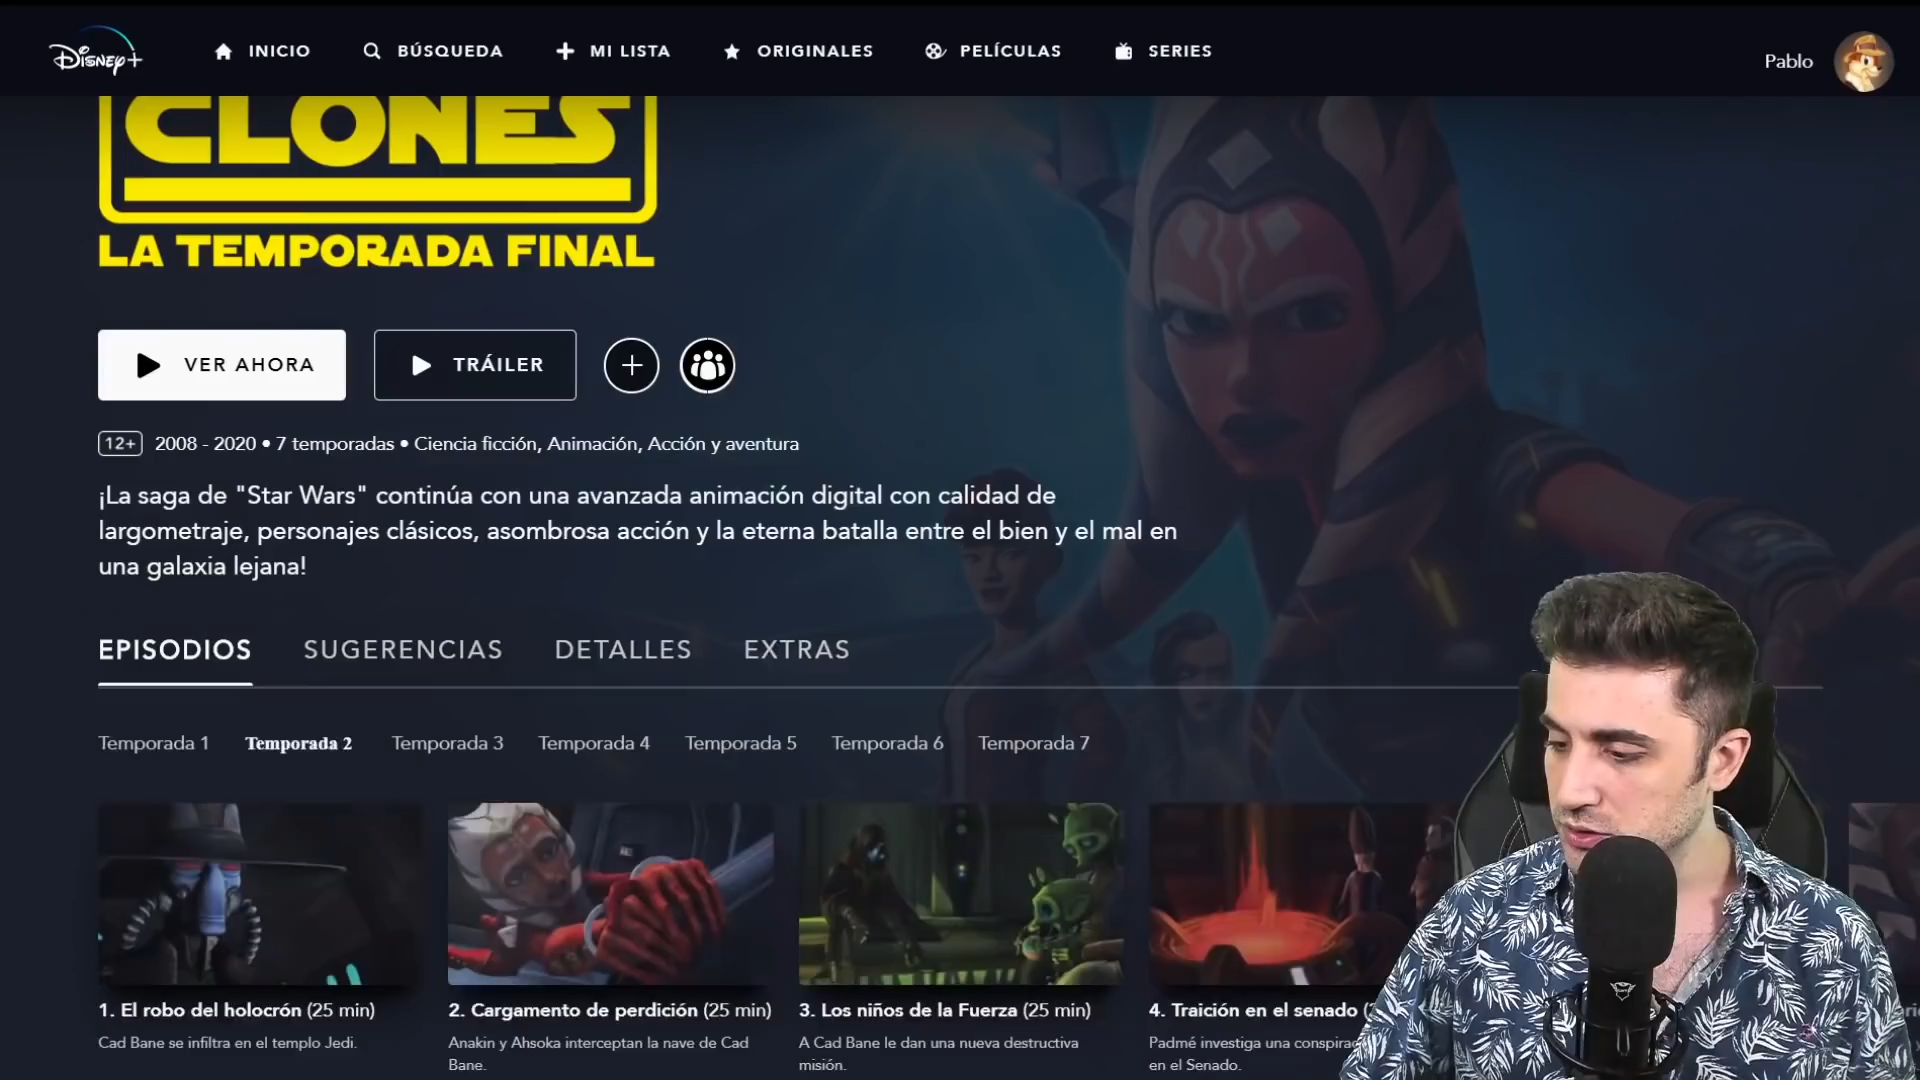 Disney+
INICIO
BÚSQUEDA
MI LISTA
ORIGINALES
PELÍCULAS
SERIES
Pablo
CLONES
LA TEMPORADA FINAL
VER AHORA
TRÁILER
12+ 2008 - 2020 • 7 temporadas • Ciencia ficción, Animación, Acción y aventura
¡La saga de "Star Wars" continúa con una avanzada animación digital con calidad de
largometraje, personajes clásicos, asombrosa acción y la eterna batalla entre el bien y el mal en
una galaxia lejana!
EPISODIOS
SUGERENCIAS
DETALLES
EXTRAS
Temporada 1
Temporada 2
Temporada 3
Temporada 4
Temporada 5
Temporada 6
Temporada 7
1. El robo del holocrón (25 min)
Cad Bane se infiltra en el templo Jedi.
2. Cargamento de perdición (25 min)
Anakin y Ahsoka interceptan la nave de Cad
Bane.
3. Los niños de la Fuerza (25 min)
A Cad Bane le dan una nueva destructiva
misión.
4. Traición en el senado (
Padmé investiga una
en el Senado.